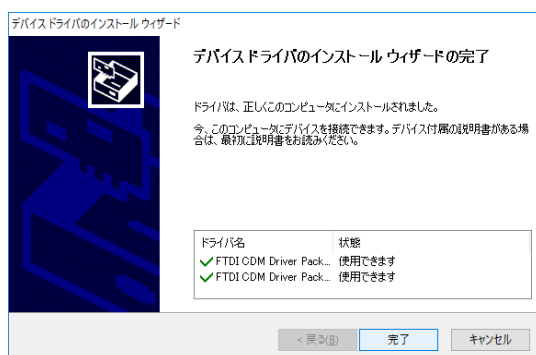 デバイス ドライバのインストール ウィザード
デバイス ドライバのインストール ウィザードの完了
ドライバは、正しくこのコンピュータにインストールされました。
今、このコンピュータにデバイスを接続できます。デバイス付属の説明書がある場
合は、最初に説明書をお読みください。
ドライバ名 状態
FTDI CDM Driver Pack... 使用できます
FTDI CDM Driver Pack... 使用できます
< 戻る(B) 完了 キャンセル